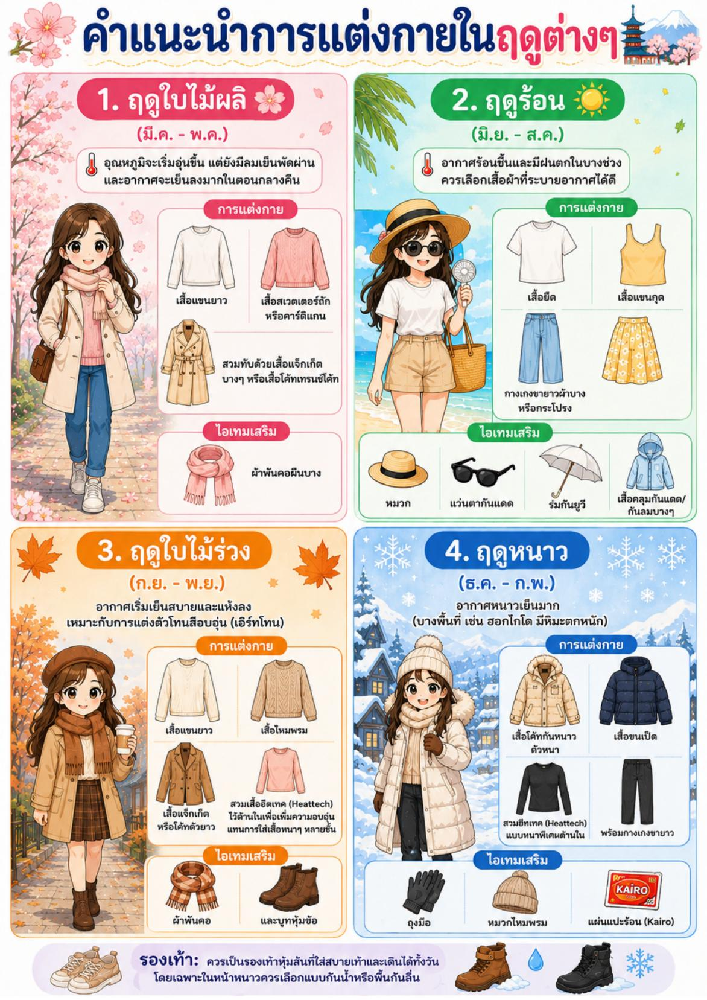 คำแนะนำการแต่งกายในฤดูต่างๆ
1. ฤดูใบไม้ผลิ
(มี.ค. - พ.ค.)
อุณหภูมิจะเริ่มอุ่นขึ้น แต่ยังมีลมเย็นพัดผ่าน
และอากาศจะเย็นลงมากในตอนกลางคืน
การแต่งกาย
เสื้อแขนยาว
เสื้อสเวตเตอร์ถัก
หรือคาร์ดิแกน
สวมทับด้วยเสื้อแจ็กเก็ต
บางๆ หรือเสื้อโค้ทเทรนช์โค้ท
ไอเทมเสริม
ผ้าพันคอผืนบาง
2. ฤดูร้อน
(มิ.ย. - ส.ค.)
อากาศร้อนชื้นและมีฝนตกในบางช่วง
ควรเลือกเสื้อผ้าที่ระบายอากาศได้ดี
การแต่งกาย
เสื้อยืด
เสื้อแขนกุด
กางเกงขายาวผ้าบาง
หรือกระโปรง
ไอเทมเสริม
หมวก
แว่นตากันแดด
ร่มกันยูวี
เสื้อคลุมกันแดด/
กันลมบางๆ
3. ฤดูใบไม้ร่วง
(ก.ย. - พ.ย.)
อากาศเริ่มเย็นสบายและแห้งลง
เหมาะกับการแต่งตัวโทนสีอบอุ่น (เอิร์ทโทน)
การแต่งกาย
เสื้อแขนยาว
เสื้อไหมพรม
เสื้อแจ็กเก็ต
หรือโค้ทตัวยาว
สวมเสื้อฮีตเทค (Heattech)
ไว้ด้านในเพื่อเพิ่มความอบอุ่น
แทนการใส่เสื้อหนาๆ หลายชั้น
ไอเทมเสริม
ผ้าพันคอ
และบูทหุ้มข้อ
4. ฤดูหนาว
(ธ.ค. - ก.พ.)
อากาศหนาวเย็นมาก
(บางพื้นที่ เช่น ฮอกไกโด มีหิมะตกหนัก)
การแต่งกาย
เสื้อโค้ทกันหนาว
ตัวหนา
เสื้อขนเป็ด
สวมฮีทเทค (Heattech)
แบบหนาพิเศษด้านใน
พร้อมกางเกงขายาว
ไอเทมเสริม
ถุงมือ
หมวกไหมพรม
KAIRO
แผ่นแปะร้อน (Kairo)
รองเท้า: ควรเป็นรองเท้าหุ้มส้นที่ใส่สบายเท้าและเดินได้ทั้งวัน
โดยเฉพาะในหน้าหนาวควรเลือกแบบกันน้ำหรือพื้นกันลื่น